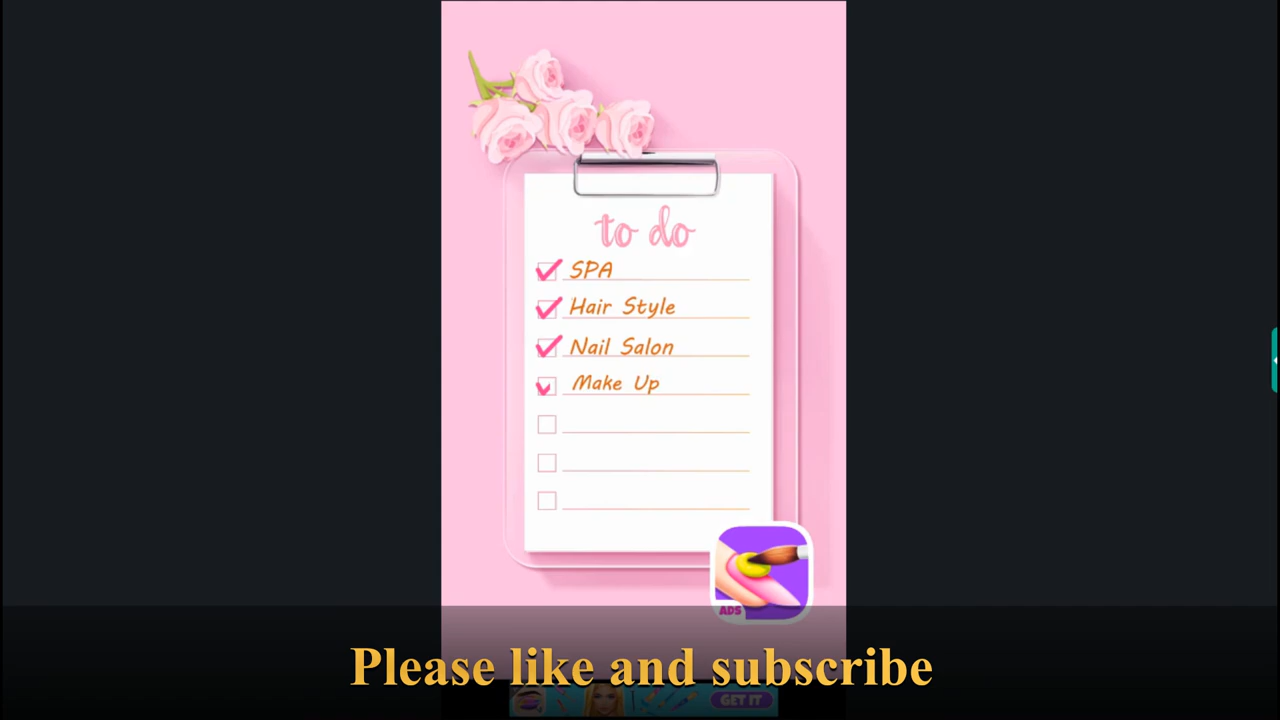 to do
SPA
Hair Style
Nail Salon
Make Up
ADS
Please like and subscribe
GET IT